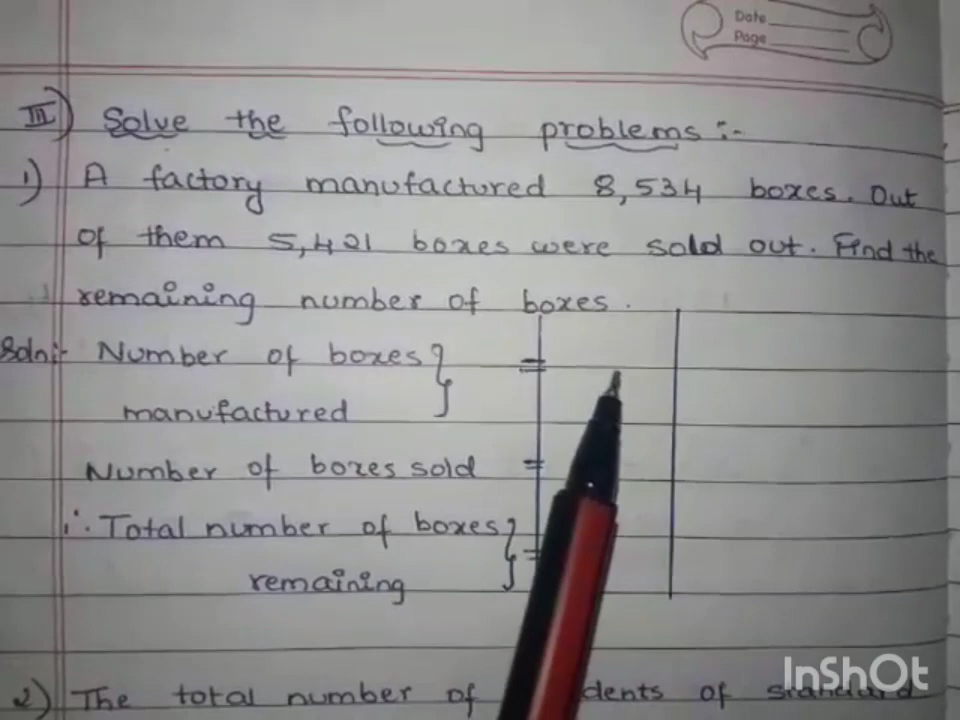 Date
Page
III) Solve the following problems :-
1) A factory manufactured 8,534 boxes. Out
of them 5,421 boxes were sold out. Find the
remaining number of boxes.
Soln:- Number of boxes } =
manufactured
Number of boxes sold =
∴ Total number of boxes } =
remaining
2) The total number of dents of standard
InShOt